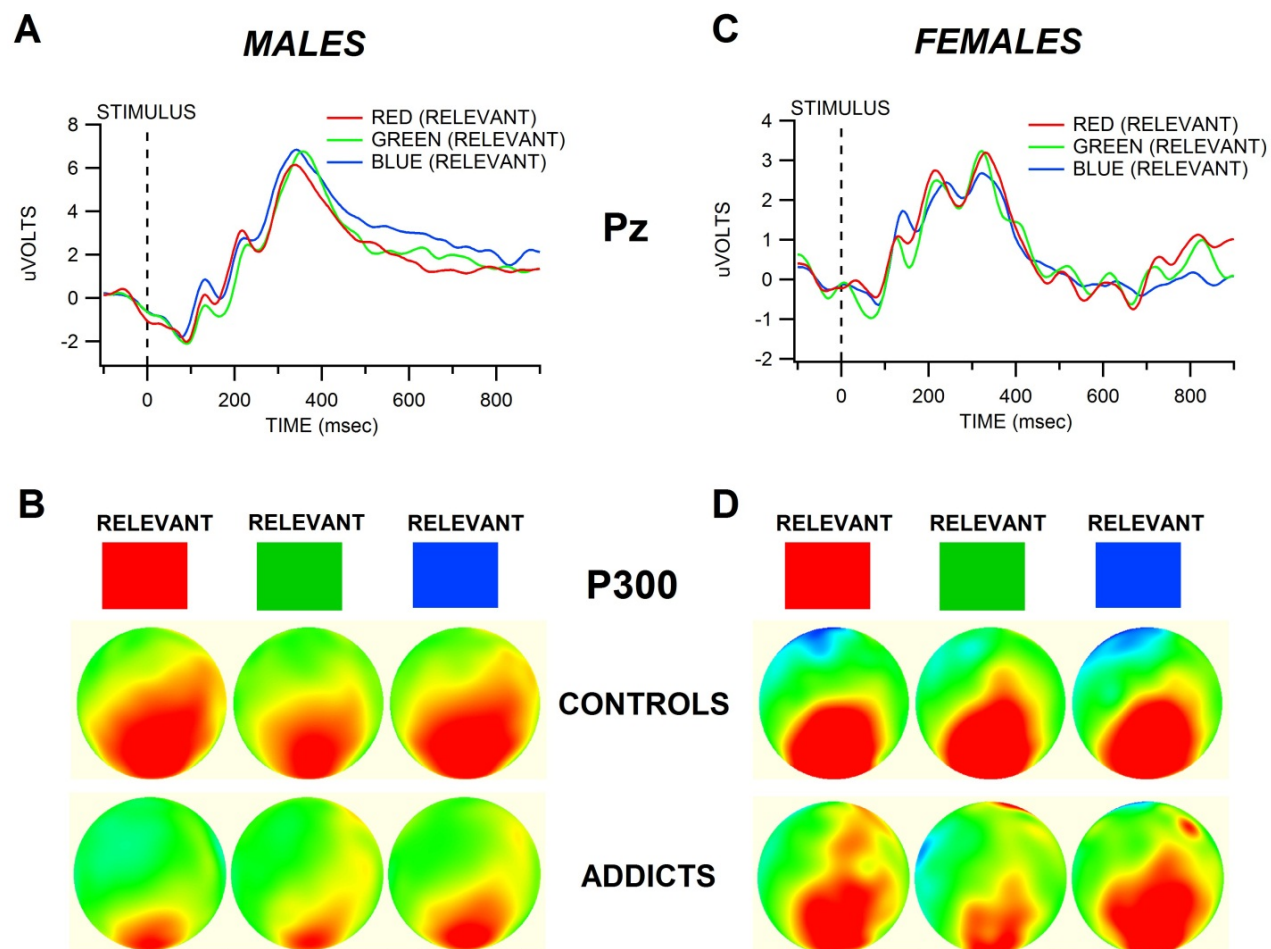 A
MALES
STIMULUS
RED (RELEVANT)
GREEN (RELEVANT)
BLUE (RELEVANT)
8
6
4
2
0
-2
uVOLTS
0 200 400 600 800
TIME (msec)
Pz
C
FEMALES
STIMULUS
RED (RELEVANT)
GREEN (RELEVANT)
BLUE (RELEVANT)
4
3
2
1
0
-1
-2
uVOLTS
0 200 400 600 800
TIME (msec)
B
RELEVANT RELEVANT RELEVANT
P300
CONTROLS
ADDICTS
D
RELEVANT RELEVANT RELEVANT